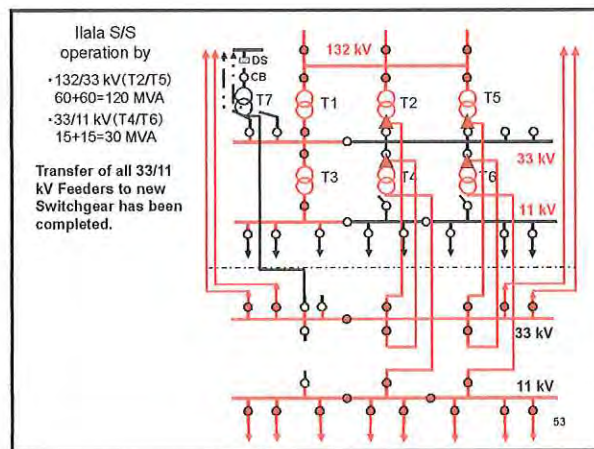 Ilala S/S
operation by
•132/33 kV(T2/T5)
60+60=120 MVA
•33/11 kV(T4/T6)
15+15=30 MVA
Transfer of all 33/11
kV Feeders to new
Switchgear has been
completed.
DS
CB
T7
132 kV
T1
T2
T5
33 kV
T3
T4
T6
11 kV
33 kV
11 kV
53